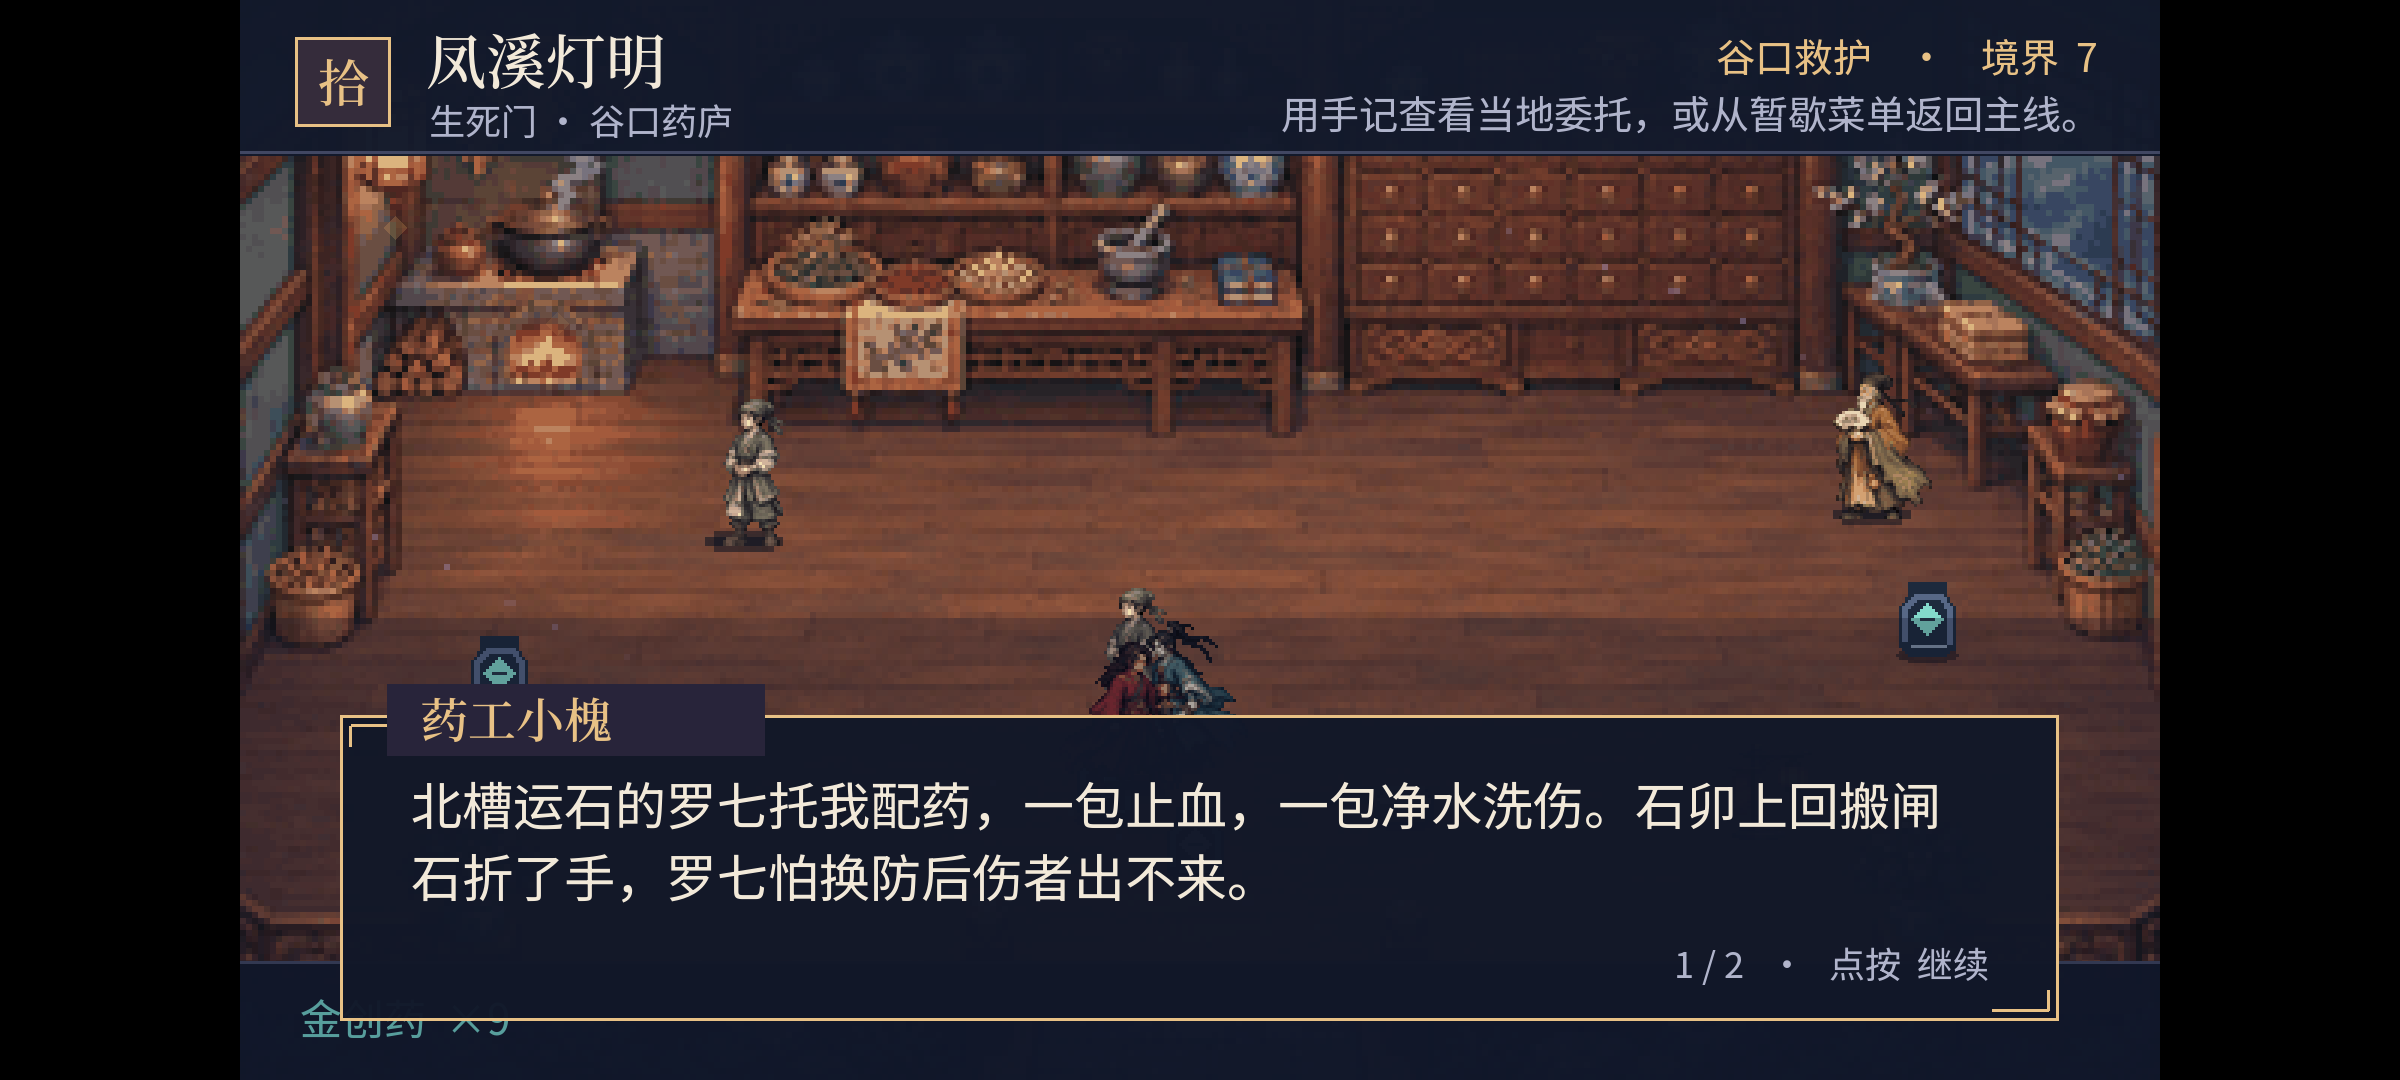 拾
凤溪灯明
生死门 · 谷口药庐
谷口救护 · 境界 7
用手记查看当地委托，或从暂歇菜单返回主线。
药工小槐
北槽运石的罗七托我配药，一包止血，一包净水洗伤。石卯上回搬闸
石折了手，罗七怕换防后伤者出不来。
1/2 · 点按 继续
金创药 ×9